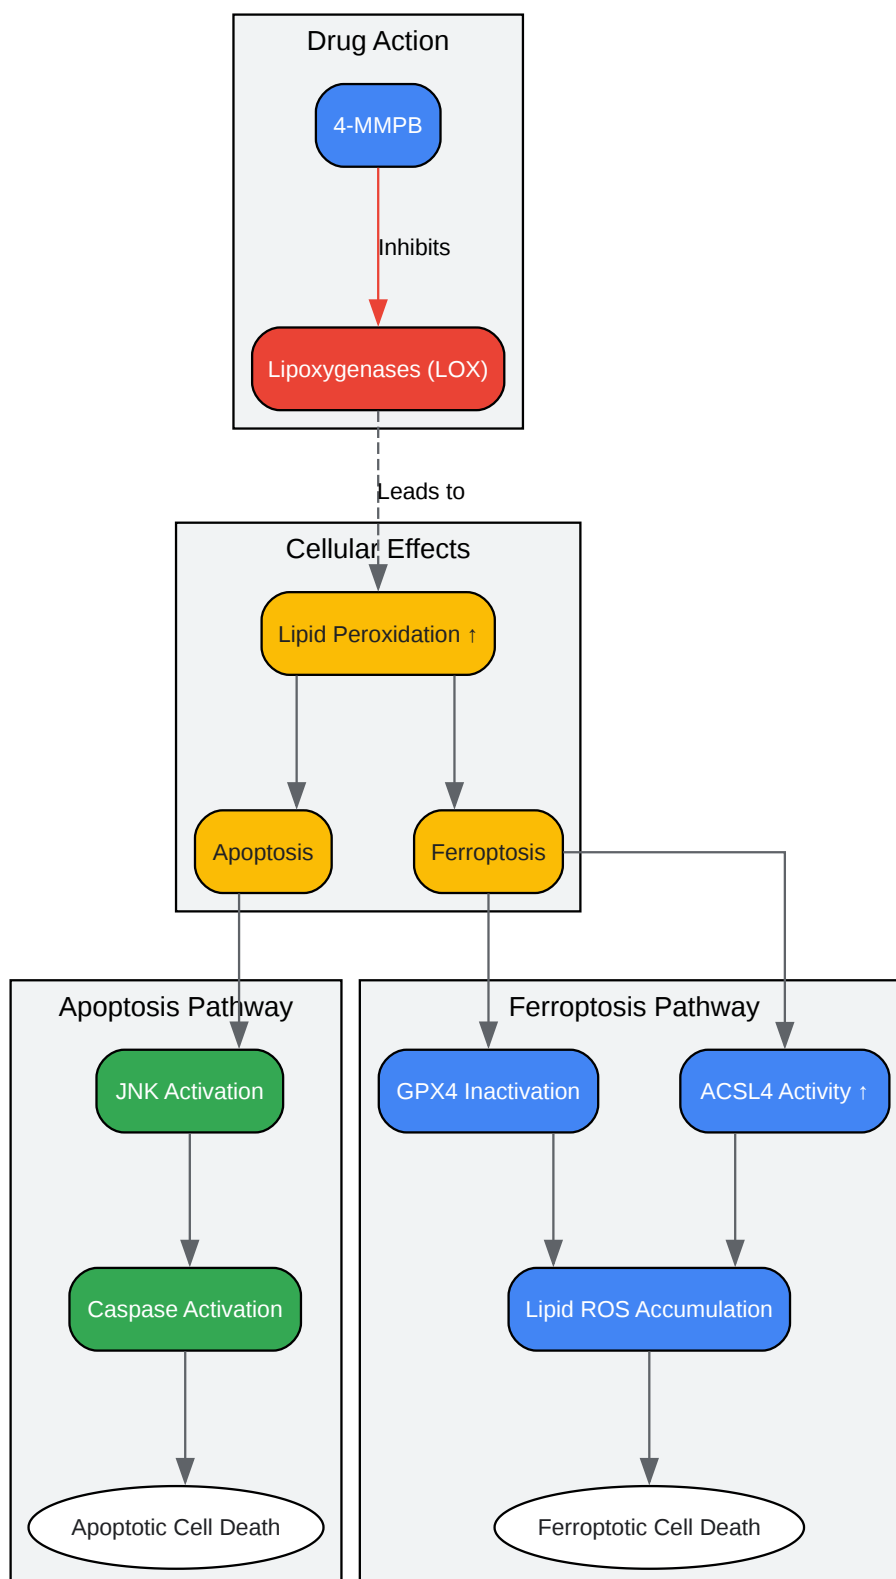 Drug Action
4-MMPB
Inhibits
Lipoxygenases (LOX)
Leads to
Cellular Effects
Lipid Peroxidation ↑
Apoptosis
Ferroptosis
Apoptosis Pathway
Ferroptosis Pathway
JNK Activation
GPX4 Inactivation
ACSL4 Activity ↑
Caspase Activation
Lipid ROS Accumulation
Apoptotic Cell Death
Ferroptotic Cell Death